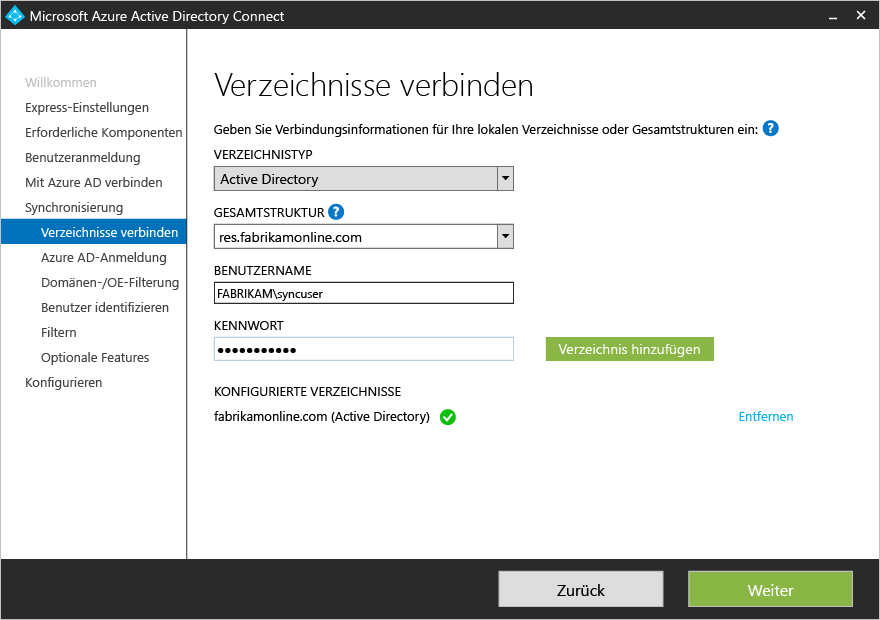 Microsoft Azure Active Directory Connect
Willkommen
Express-Einstellungen
Erforderliche Komponenten
Benutzeranmeldung
Mit Azure AD verbinden
Synchronisierung
Verzeichnisse verbinden
Azure AD-Anmeldung
Domänen-/OE-Filterung
Benutzer identifizieren
Filtern
Optionale Features
Konfigurieren
Verzeichnisse verbinden
Geben Sie Verbindungsinformationen für Ihre lokalen Verzeichnisse oder Gesamtstrukturen ein: ?
VERZEICHNISTYP
Active Directory
GESAMTSTRUKTUR ?
res.fabrikamonline.com
BENUTZERNAME
FABRIKAM\syncuser
KENNWORT
●●●●●●●●●●●
Verzeichnis hinzufügen
KONFIGURIERTE VERZEICHNISSE
fabrikamonline.com (Active Directory)
Entfernen
Zurück
Weiter